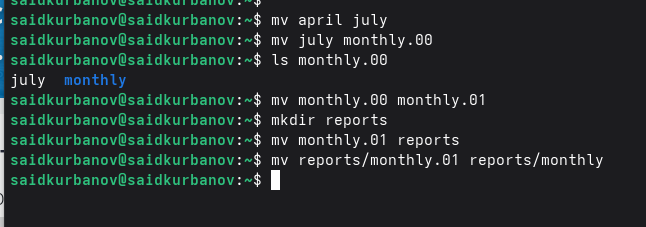 saidkurbanov@saidkurbanov:~$
saidkurbanov@saidkurbanov:~$ mv april july
saidkurbanov@saidkurbanov:~$ mv july monthly.00
saidkurbanov@saidkurbanov:~$ ls monthly.00
july  monthly
saidkurbanov@saidkurbanov:~$ mv monthly.00 monthly.01
saidkurbanov@saidkurbanov:~$ mkdir reports
saidkurbanov@saidkurbanov:~$ mv monthly.01 reports
saidkurbanov@saidkurbanov:~$ mv reports/monthly.01 reports/monthly
saidkurbanov@saidkurbanov:~$